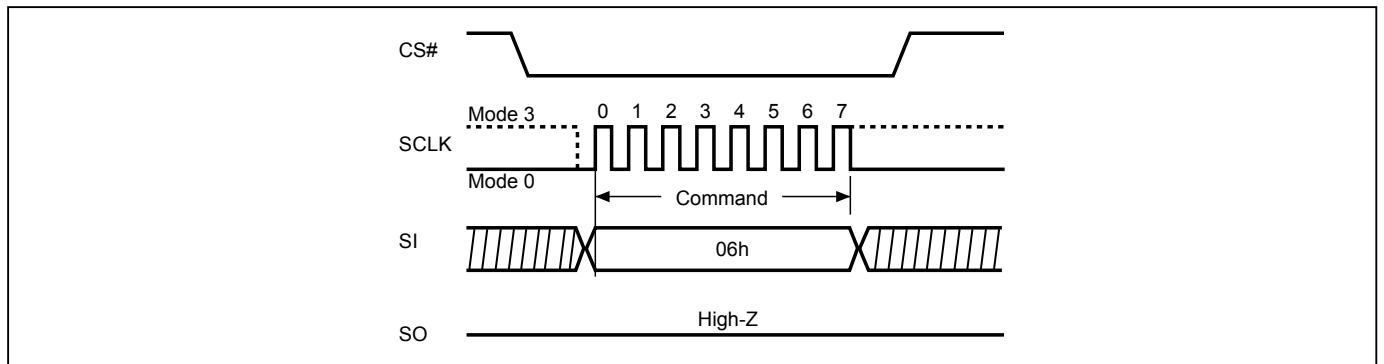 CS#
Mode 3
0 1 2 3 4 5 6 7
SCLK
Mode 0
Command
SI
06h
High-Z
SO